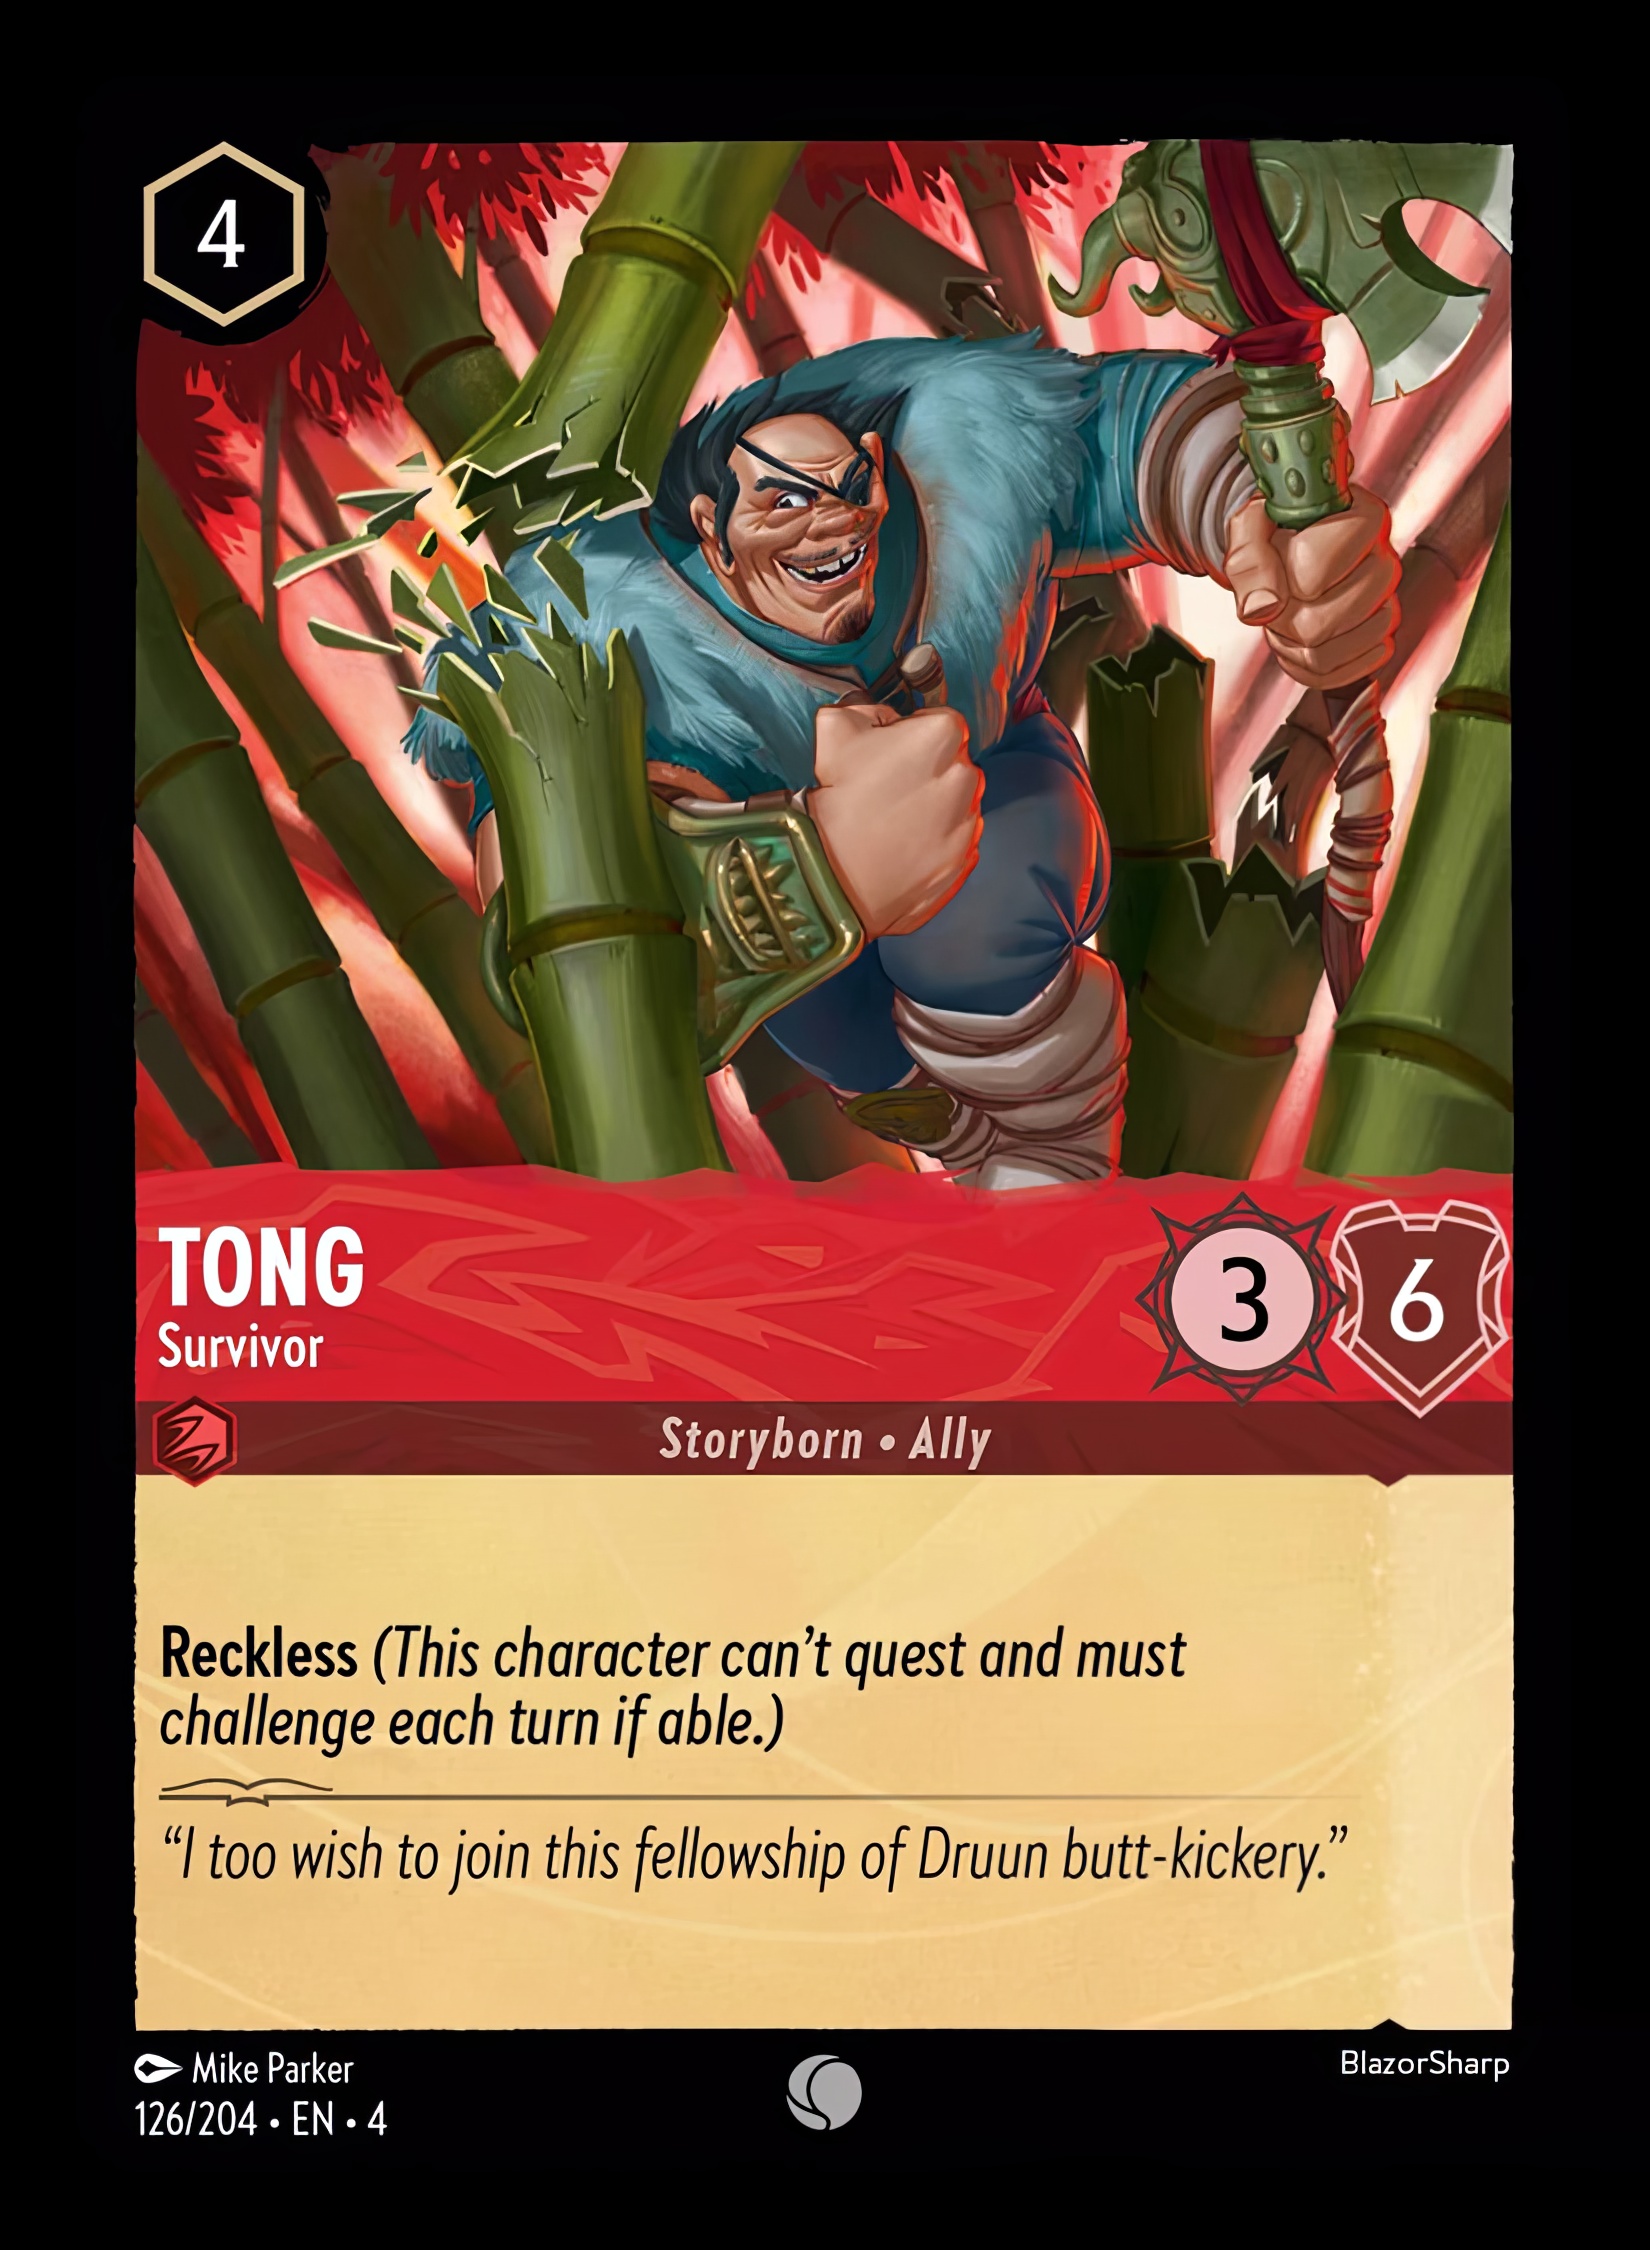 4
TONG
Survivor
3
6
Storyborn • Ally
Reckless (This character can’t quest and must
challenge each turn if able.)
“I too wish to join this fellowship of Druun butt-kickery.”
Mike Parker
BlazorSharp
126/204 • EN • 4